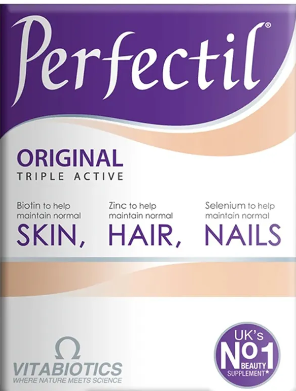 Perfectil®
ORIGINAL
TRIPLE ACTIVE
Biotin to help maintain normal
SKIN,
Zinc to help maintain normal
HAIR,
Selenium to help maintain normal
NAILS
VITABIOTICS
WHERE NATURE MEETS SCIENCE
UK's
No1
BEAUTY
SUPPLEMENT*